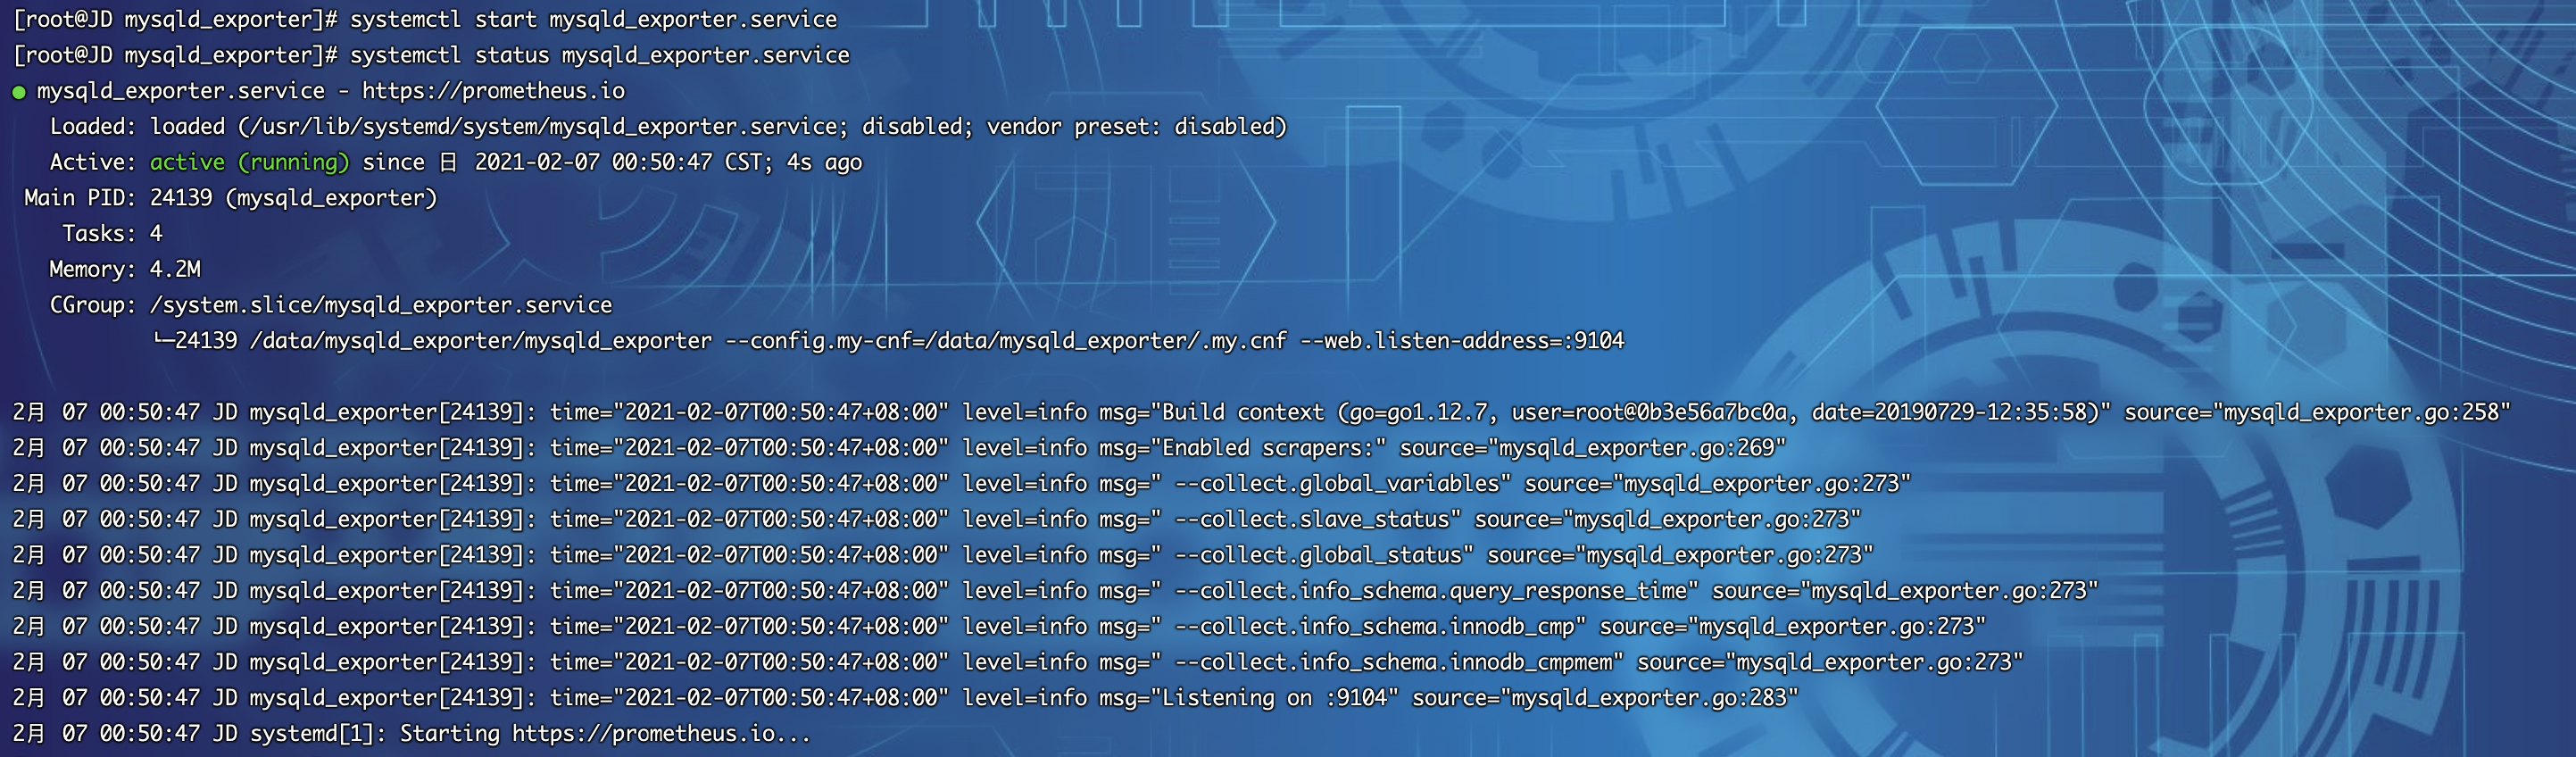 [root@JD mysqld_exporter]# systemctl start mysqld_exporter.service
[root@JD mysqld_exporter]# systemctl status mysqld_exporter.service
● mysqld_exporter.service - https://prometheus.io
   Loaded: loaded (/usr/lib/systemd/system/mysqld_exporter.service; disabled; vendor preset: disabled)
   Active: active (running) since 日 2021-02-07 00:50:47 CST; 4s ago
 Main PID: 24139 (mysqld_exporter)
    Tasks: 4
   Memory: 4.2M
   CGroup: /system.slice/mysqld_exporter.service
           └─24139 /data/mysqld_exporter/mysqld_exporter --config.my-cnf=/data/mysqld_exporter/.my.cnf --web.listen-address=:9104
2月 07 00:50:47 JD mysqld_exporter[24139]: time="2021-02-07T00:50:47+08:00" level=info msg="Build context (go=go1.12.7, user=root@0b3e56a7bc0a, date=20190729-12:35:58)" source="mysqld_exporter.go:258"
2月 07 00:50:47 JD mysqld_exporter[24139]: time="2021-02-07T00:50:47+08:00" level=info msg="Enabled scrapers:" source="mysqld_exporter.go:269"
2月 07 00:50:47 JD mysqld_exporter[24139]: time="2021-02-07T00:50:47+08:00" level=info msg=" --collect.global_variables" source="mysqld_exporter.go:273"
2月 07 00:50:47 JD mysqld_exporter[24139]: time="2021-02-07T00:50:47+08:00" level=info msg=" --collect.slave_status" source="mysqld_exporter.go:273"
2月 07 00:50:47 JD mysqld_exporter[24139]: time="2021-02-07T00:50:47+08:00" level=info msg=" --collect.global_status" source="mysqld_exporter.go:273"
2月 07 00:50:47 JD mysqld_exporter[24139]: time="2021-02-07T00:50:47+08:00" level=info msg=" --collect.info_schema.query_response_time" source="mysqld_exporter.go:273"
2月 07 00:50:47 JD mysqld_exporter[24139]: time="2021-02-07T00:50:47+08:00" level=info msg=" --collect.info_schema.innodb_cmp" source="mysqld_exporter.go:273"
2月 07 00:50:47 JD mysqld_exporter[24139]: time="2021-02-07T00:50:47+08:00" level=info msg=" --collect.info_schema.innodb_cmpmem" source="mysqld_exporter.go:273"
2月 07 00:50:47 JD mysqld_exporter[24139]: time="2021-02-07T00:50:47+08:00" level=info msg="Listening on :9104" source="mysqld_exporter.go:283"
2月 07 00:50:47 JD systemd[1]: Starting https://prometheus.io...